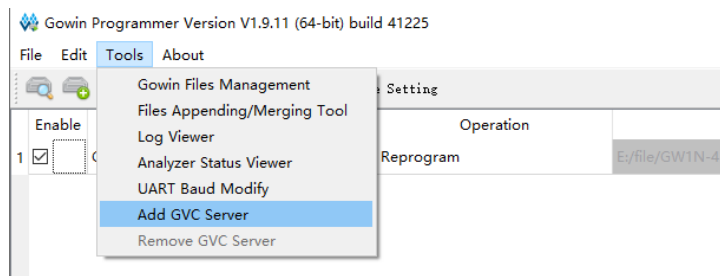 Gowin Programmer Version V1.9.11 (64-bit) build 41225
File Edit Tools About
Gowin Files Management
Setting
Files Appending/Merging Tool
Enable Operation
Log Viewer
1 Reprogram E:/file/GW1N-4
Analyzer Status Viewer
UART Baud Modify
Add GVC Server
Remove GVC Server